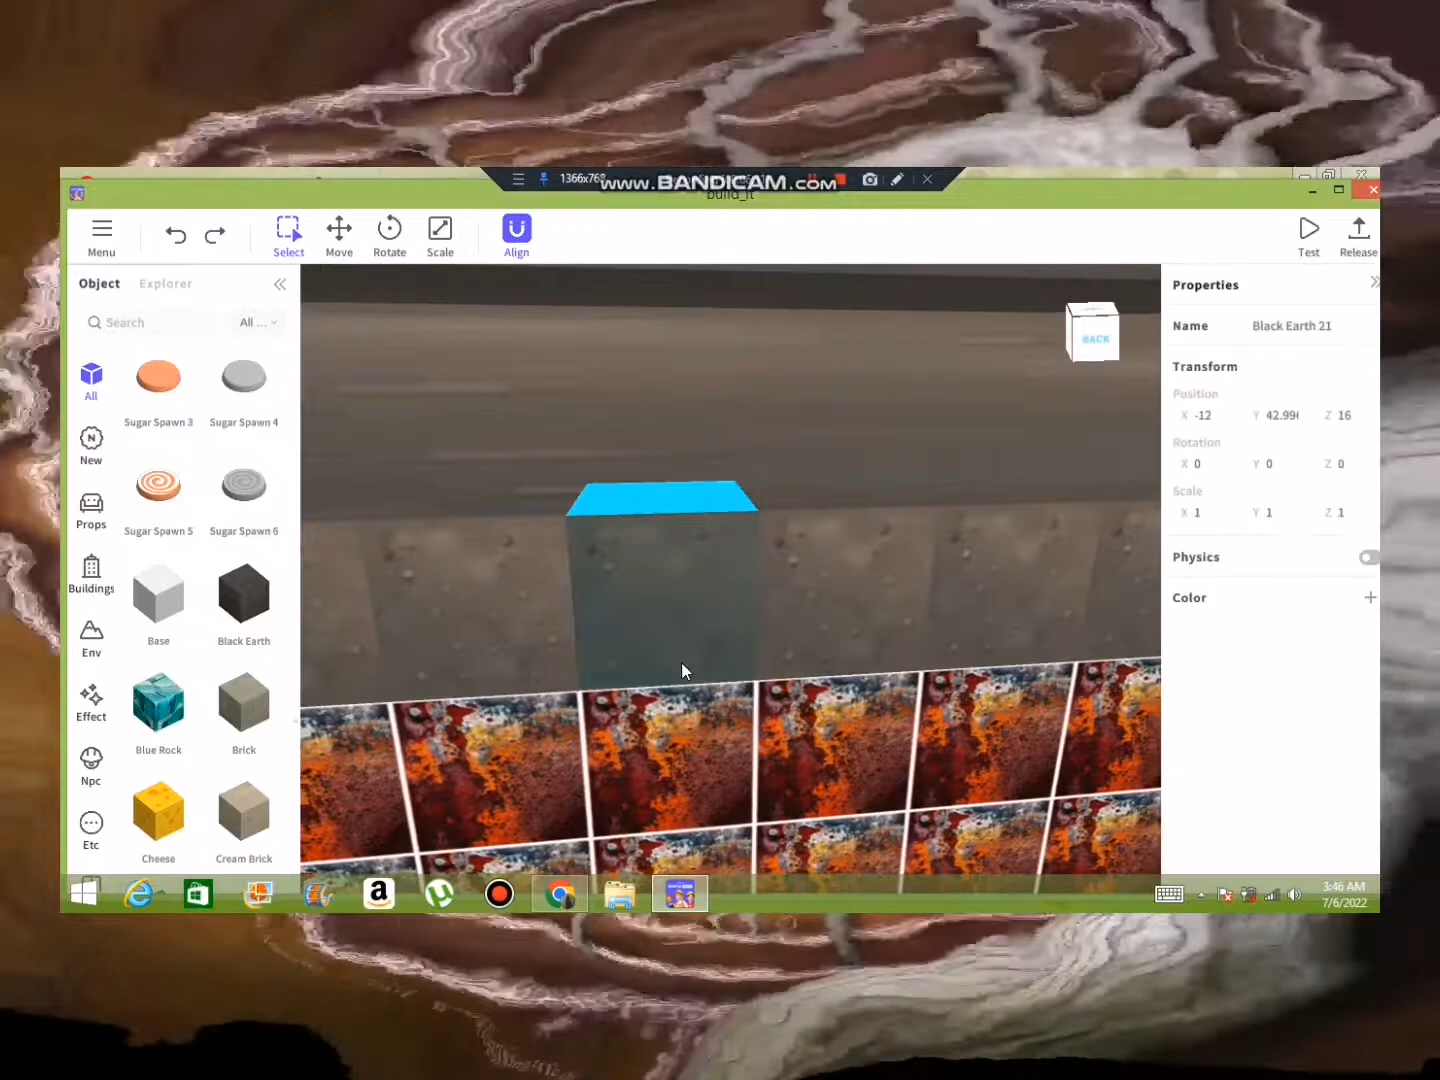 1366x768
www.BANDICAM.com
build_it
Menu
Select
Move
Rotate
Scale
Align
Test
Release
Object
Explorer
Search
All ...
All
New
Props
Buildings
Env
Effect
Npc
Etc
Sugar Spawn 3
Sugar Spawn 4
Sugar Spawn 5
Sugar Spawn 6
Base
Black Earth
Blue Rock
Brick
Cheese
Cream Brick
BACK
Properties
Name Black Earth 21
Transform
Position
X -12 Y 42.99 Z 16
Rotation
X 0 Y 0 Z 0
Scale
X 1 Y 1 Z 1
Physics
Color
3:46 AM
7/6/2022